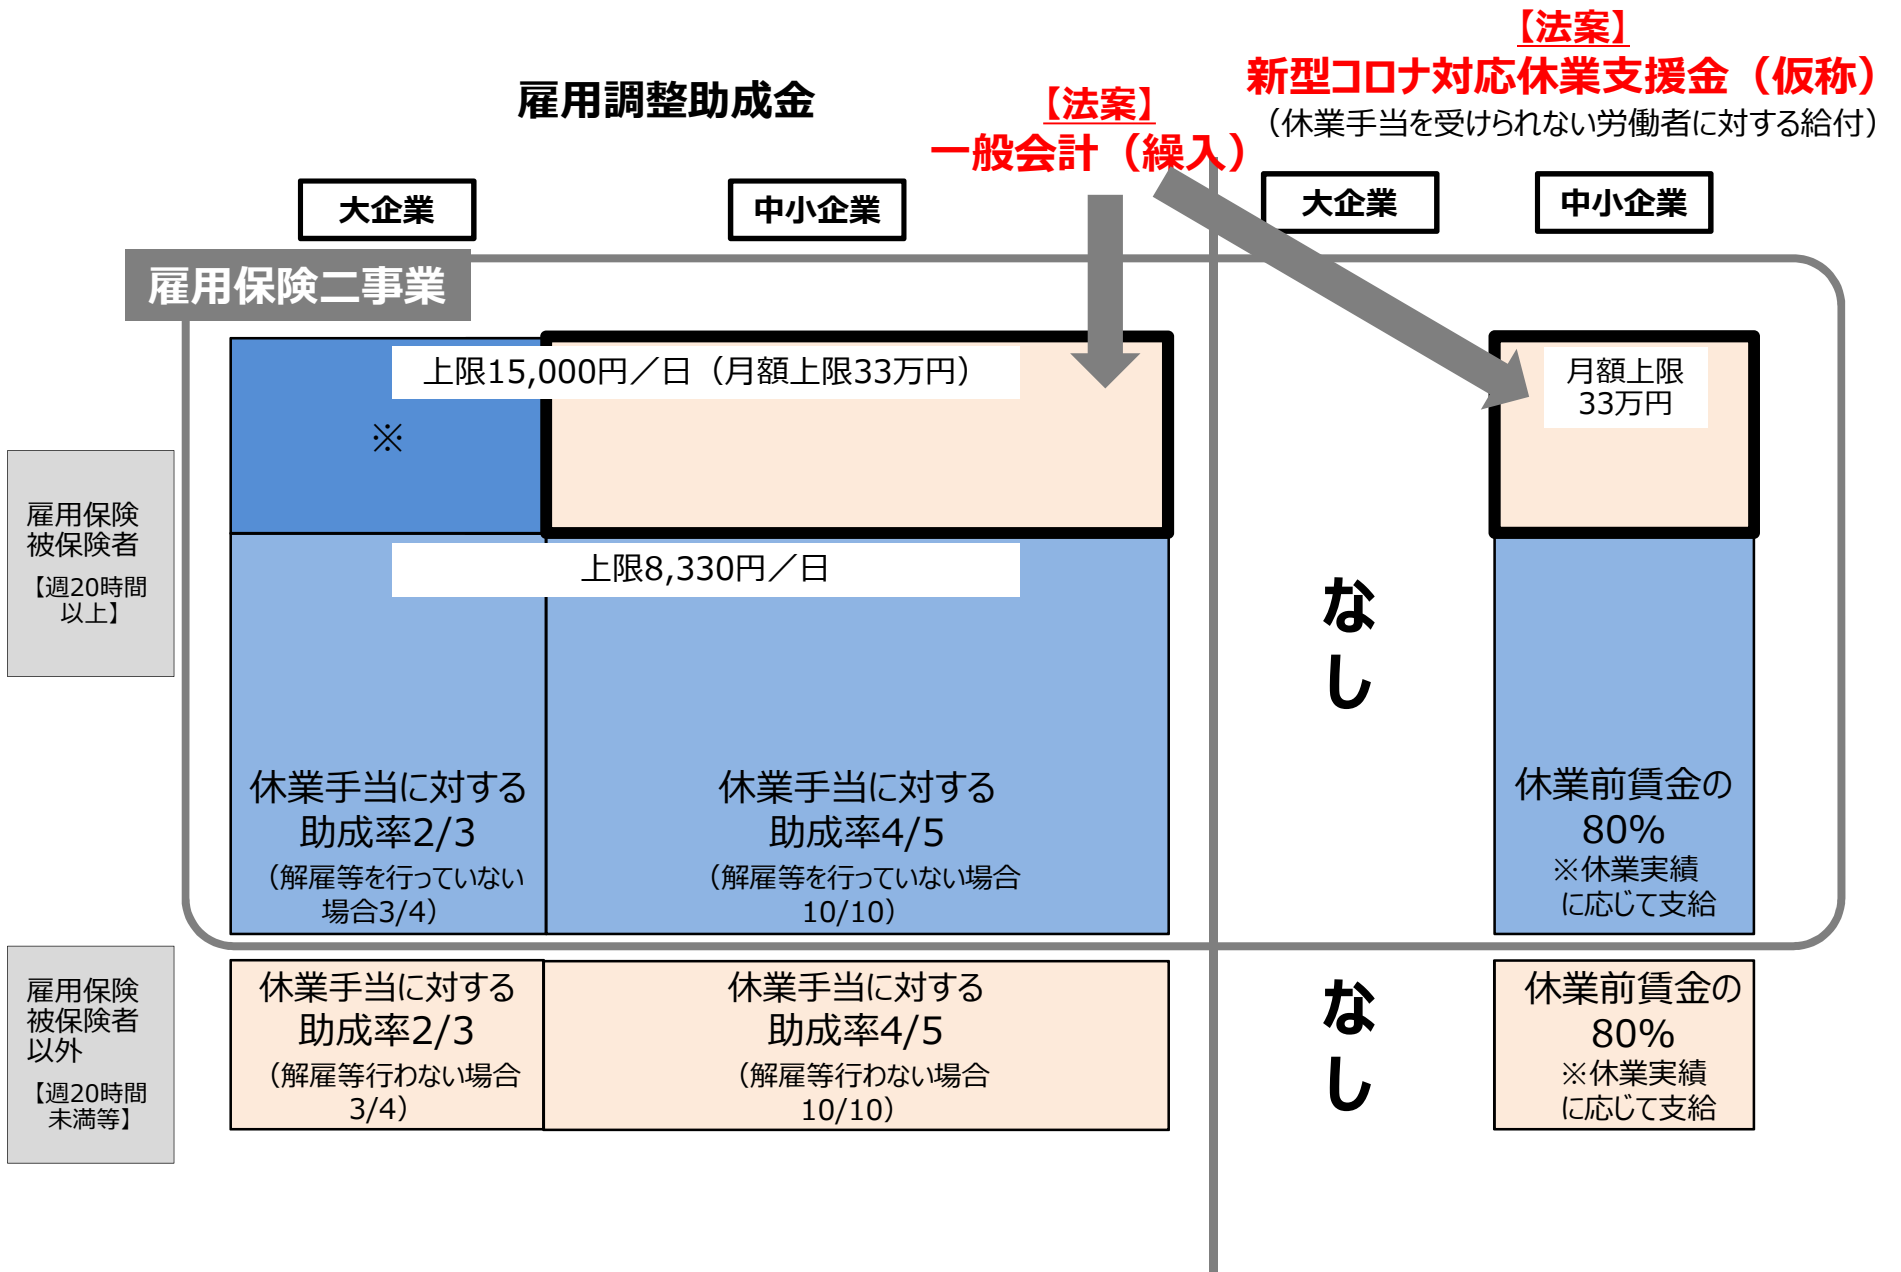 【法案】
新型コロナ対応休業支援金（仮称）
（休業手当を受けられない労働者に対する給付）
雇用調整助成金
【法案】
一般会計（繰入）
大企業
中小企業
大企業
中小企業
雇用保険二事業
上限15,000円／日（月額上限33万円）
※
月額上限
33万円
雇用保険
被保険者
【週20時間
以上】
上限8,330円／日
な
し
休業手当に対する
助成率2/3
（解雇等を行っていない
場合3/4）
休業手当に対する
助成率4/5
（解雇等を行っていない場合
10/10）
休業前賃金の
80%
※休業実績
に応じて支給
雇用保険
被保険者
以外
【週20時間
未満等】
休業手当に対する
助成率2/3
（解雇等行わない場合
3/4）
休業手当に対する
助成率4/5
（解雇等行わない場合
10/10）
な
し
休業前賃金の
80%
※休業実績
に応じて支給